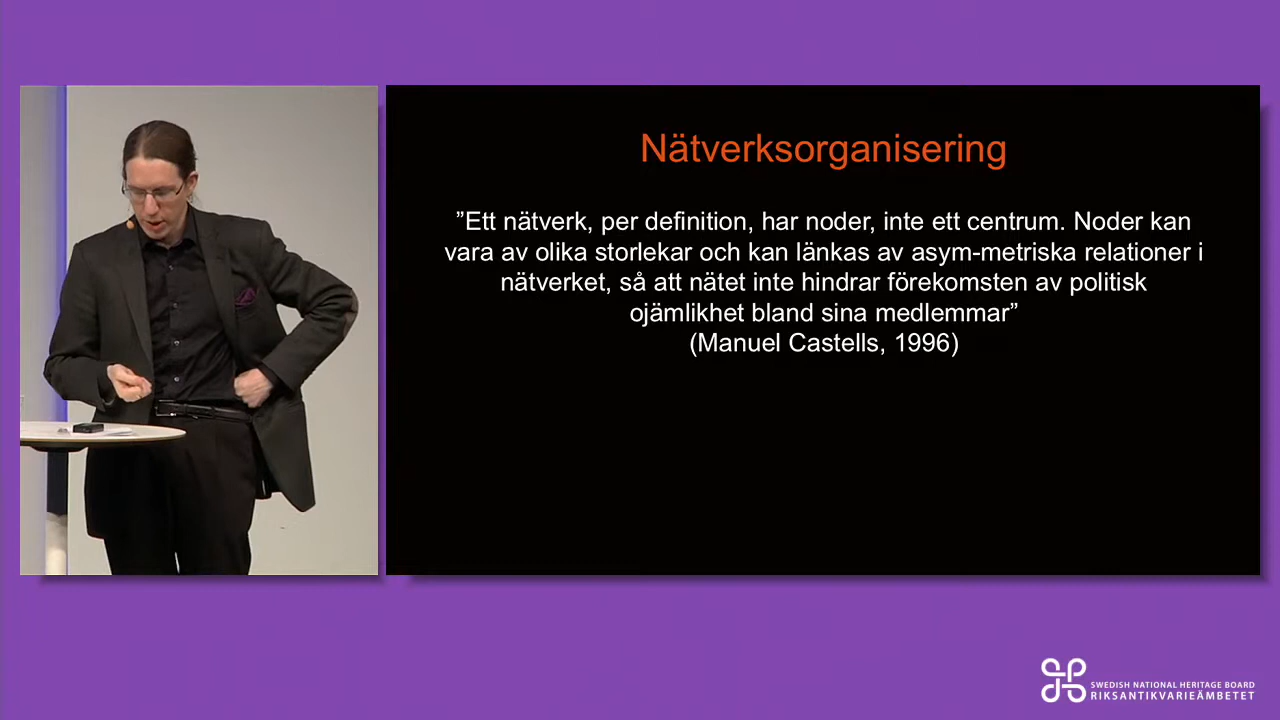 Nätverksorganisering
”Ett nätverk, per definition, har noder, inte ett centrum. Noder kan
vara av olika storlekar och kan länkas av asym-metriska relationer i
nätverket, så att nätet inte hindrar förekomsten av politisk
ojämlikhet bland sina medlemmar”
(Manuel Castells, 1996)
SWEDISH NATIONAL HERITAGE BOARD
RIKSANTIKVARIEÄMBETET